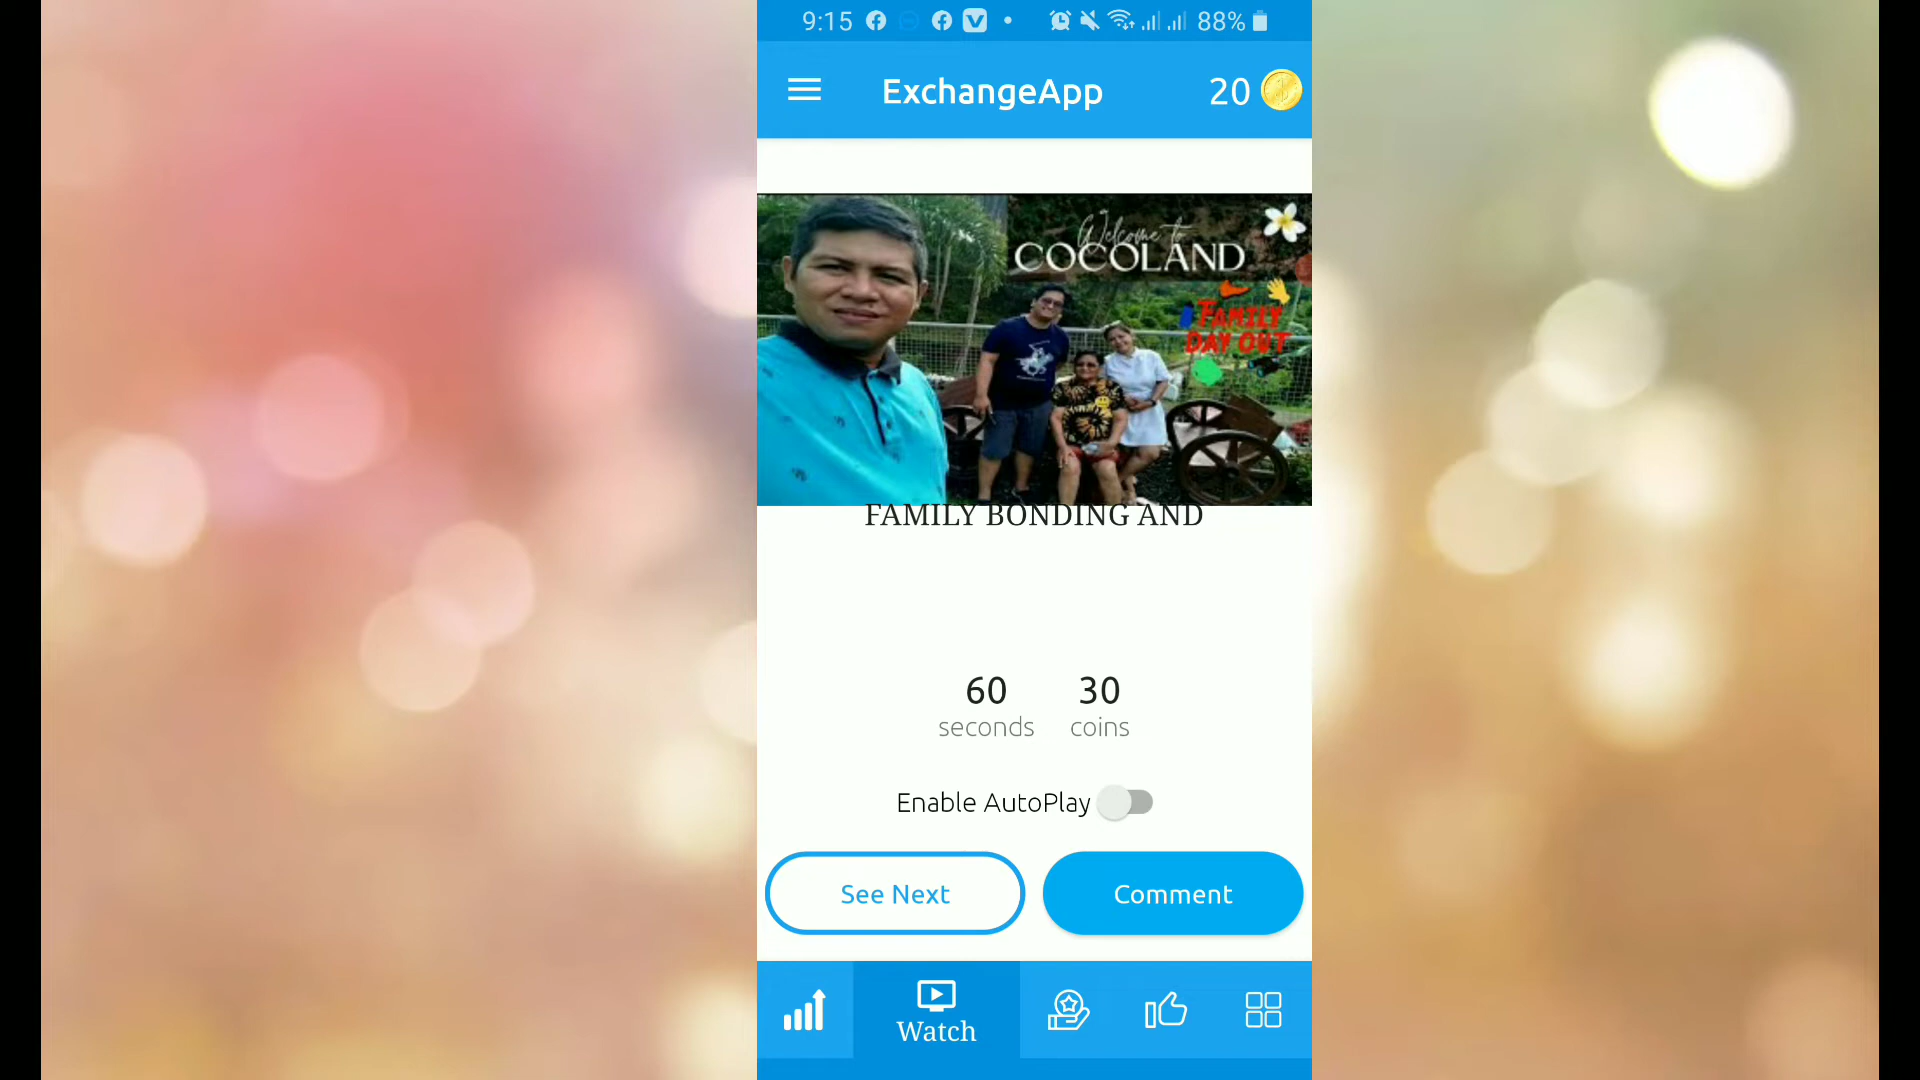 9:15 88%
ExchangeApp 20
Welcome to
COCOLAND
FAMILY
DAY OUT
FAMILY BONDING AND
60 30
seconds coins
Enable AutoPlay
See Next Comment
Watch